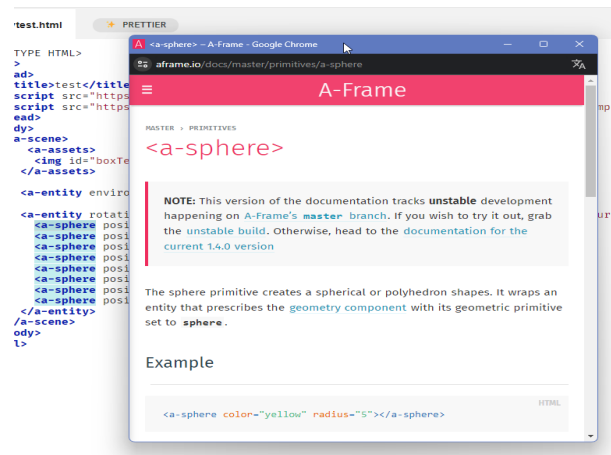 test.html
PRETTIER
TYPE HTML>
>
ad>
title>test</title
script src="https
script src="https
ead>
dy>
a-scene>
<a-assets>
<img id="boxTe
</a-assets>
<a-entity enviro
<a-entity rotati
<a-sphere posi
<a-sphere posi
<a-sphere posi
<a-sphere posi
<a-sphere posi
<a-sphere posi
<a-sphere posi
<a-sphere posi
</a-entity>
/a-scene>
ody>
l>
mp
ur
A <a-sphere> – A-Frame - Google Chrome
aframe.io/docs/master/primitives/a-sphere
A-Frame
MASTER > PRIMITIVES
<a-sphere>
NOTE: This version of the documentation tracks unstable development
happening on A-Frame's master branch. If you wish to try it out, grab
the unstable build. Otherwise, head to the documentation for the
current 1.4.0 version
The sphere primitive creates a spherical or polyhedron shapes. It wraps an
entity that prescribes the geometry component with its geometric primitive
set to sphere.
Example
HTML
<a-sphere color="yellow" radius="5"></a-sphere>